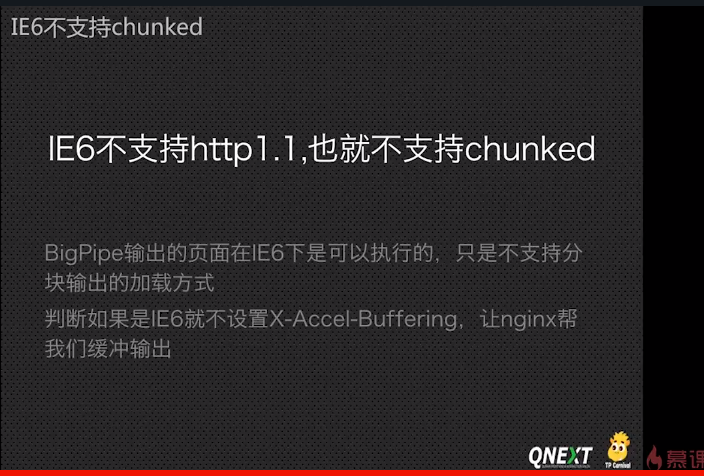 IE6不支持chunked
IE6不支持http1.1,也就不支持chunked
BigPipe输出的页面在IE6下是可以执行的，只是不支持分
块输出的加载方式
判断如果是IE6就不设置X-Accel-Buffering，让nginx帮
我们缓冲输出
QNEXT
TP Carnival
慕课